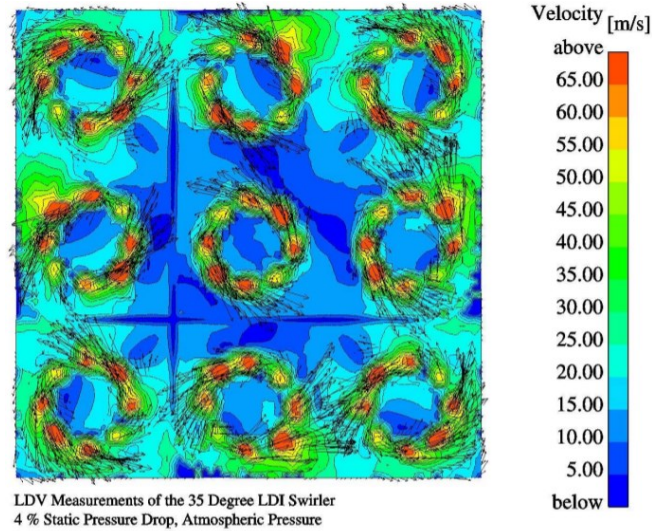 Velocity [m/s]
above
65.00
60.00
55.00
50.00
45.00
40.00
35.00
30.00
25.00
20.00
15.00
10.00
5.00
below
LDV Measurements of the 35 Degree LDI Swirler
4 % Static Pressure Drop, Atmospheric Pressure